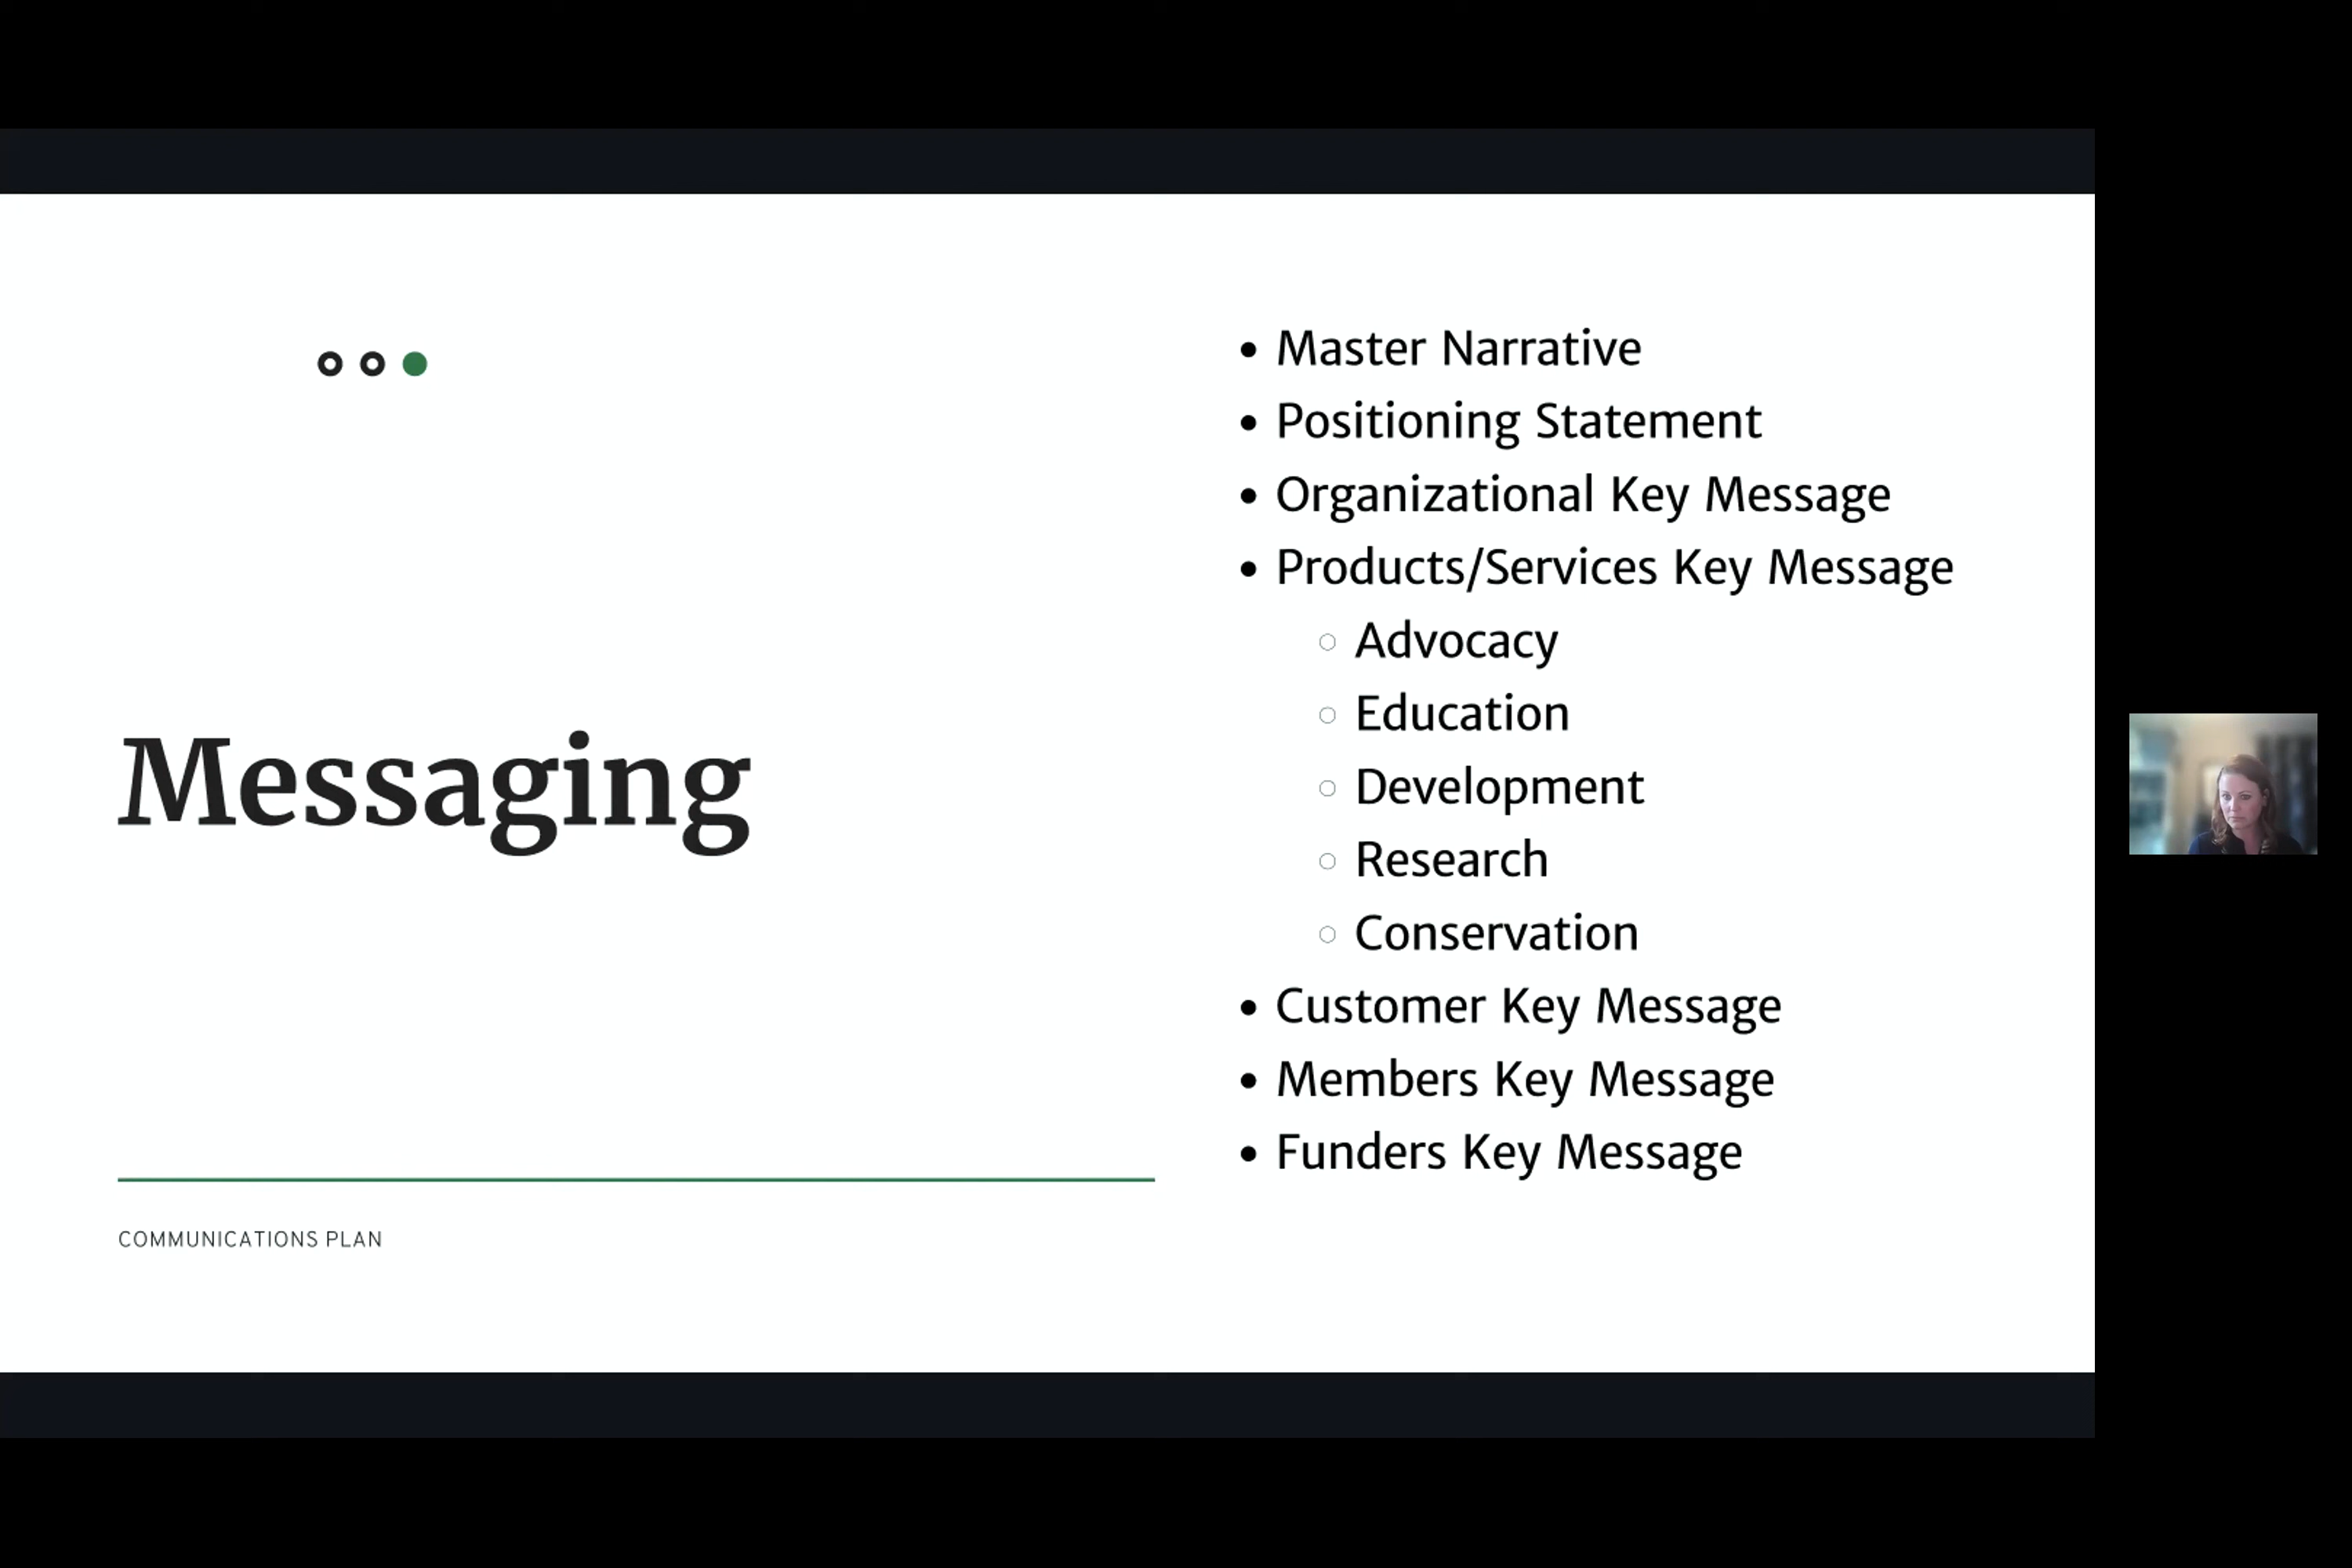 Messaging
COMMUNICATIONS PLAN
Master Narrative
Positioning Statement
Organizational Key Message
Products/Services Key Message
Advocacy
Education
Development
Research
Conservation
Customer Key Message
Members Key Message
Funders Key Message